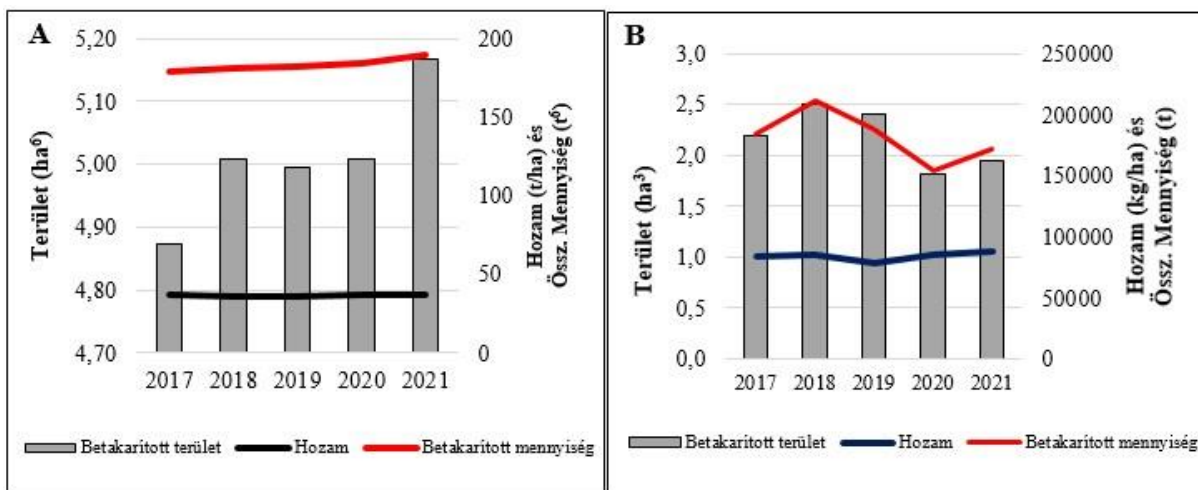 A
Terület (ha⁶)
5,20
5,10
5,00
4,90
4,80
4,70
200
150
100
50
0
Hozam (t/ha) és
Össz. Mennyiség (t⁶)
2017 2018 2019 2020 2021
Betakarított terület Hozam Betakarított mennyiség
B
Terület (ha³)
3,0
2,5
2,0
1,5
1,0
0,5
0,0
250000
200000
150000
100000
50000
0
Hozam (kg/ha) és
Össz. Mennyiség (t)
2017 2018 2019 2020 2021
Betakarított terület Hozam Betakarított mennyiség